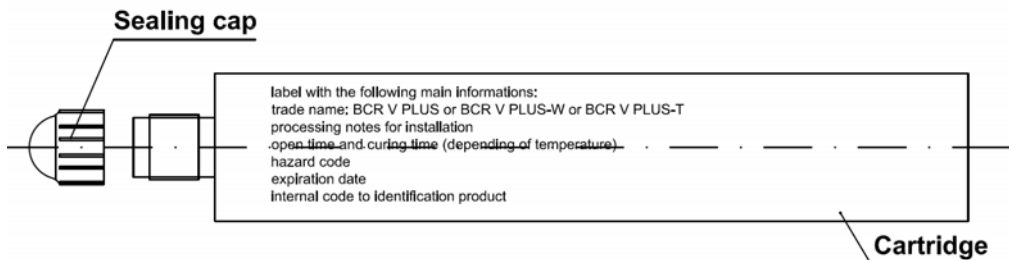 Sealing cap
label with the following main informations:
trade name: BCR V PLUS or BCR V PLUS-W or BCR V PLUS-T
processing notes for installation
open time and curing time (depending of temperature)
hazard code
expiration date
internal code to identification product
Cartridge